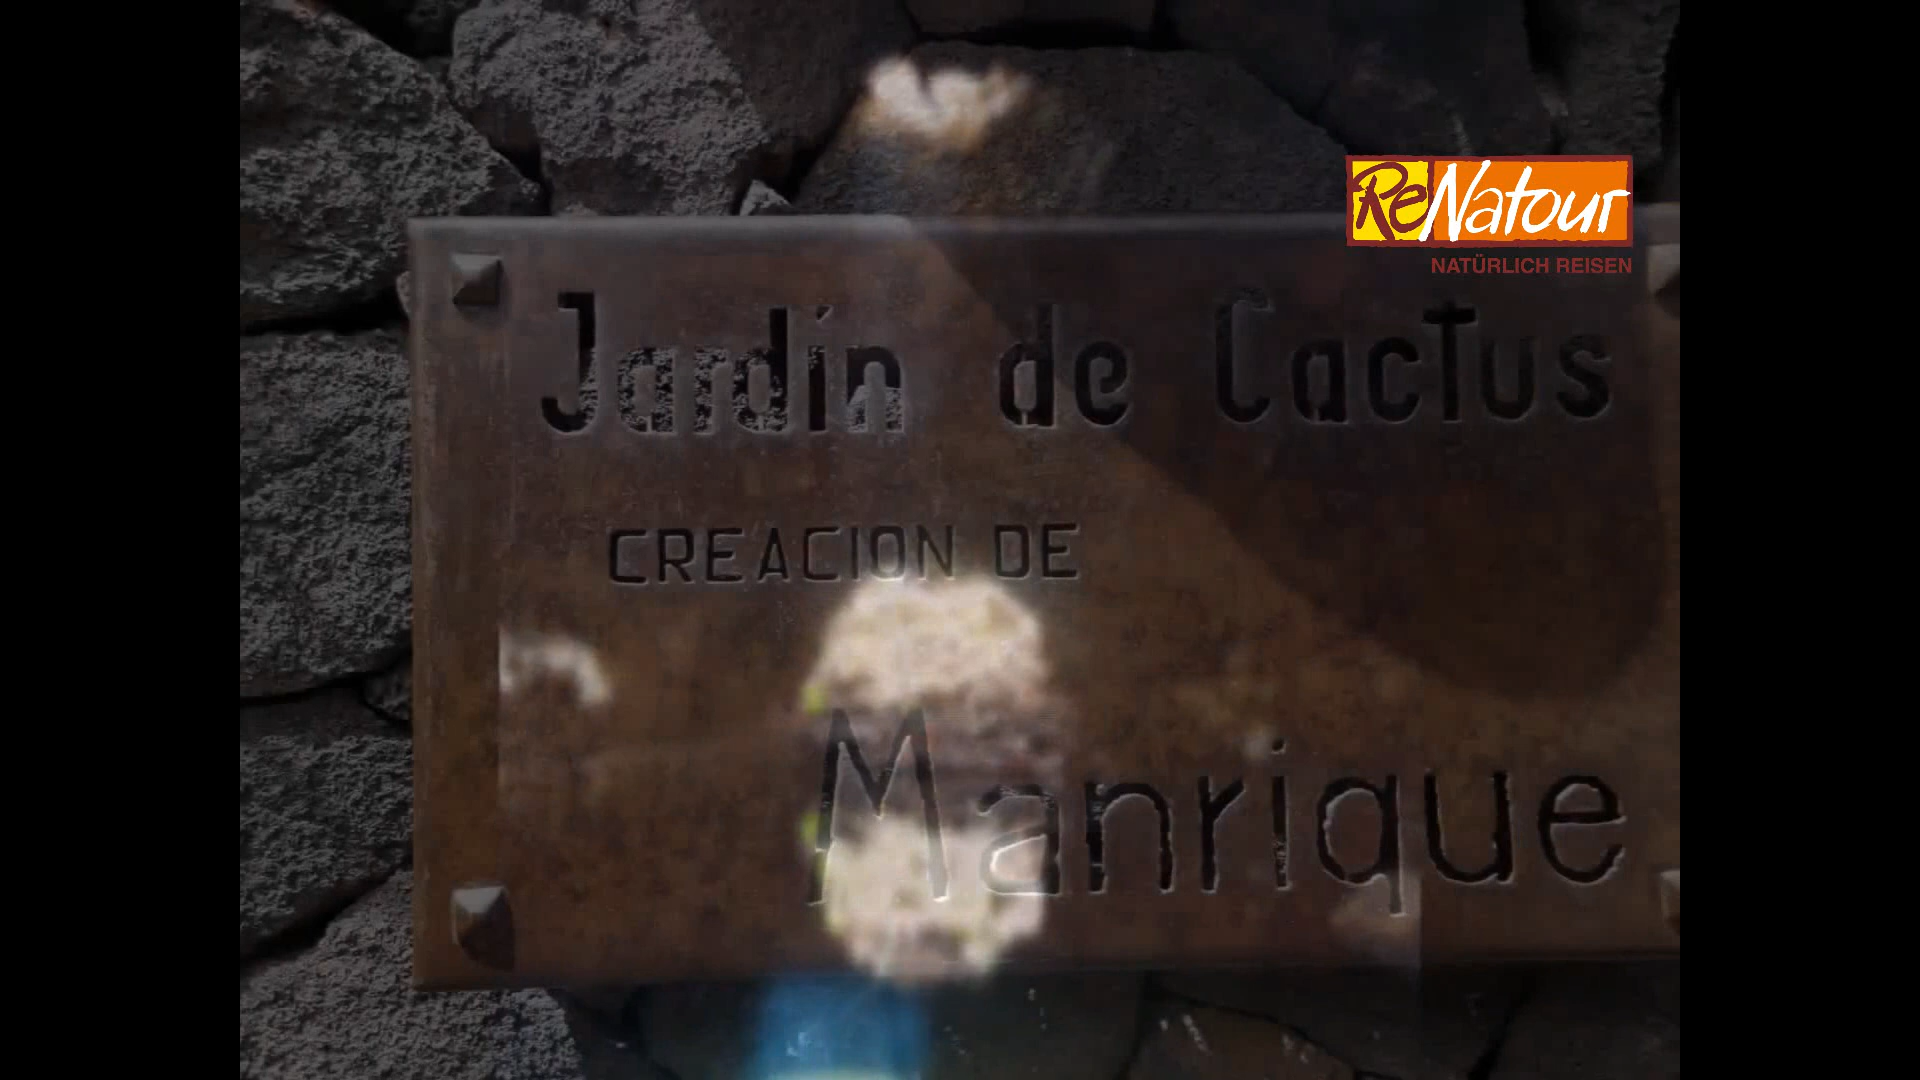 ReNatour
NATÜRLICH REISEN
Jardín de Cactus
CREACION DE
Manrique